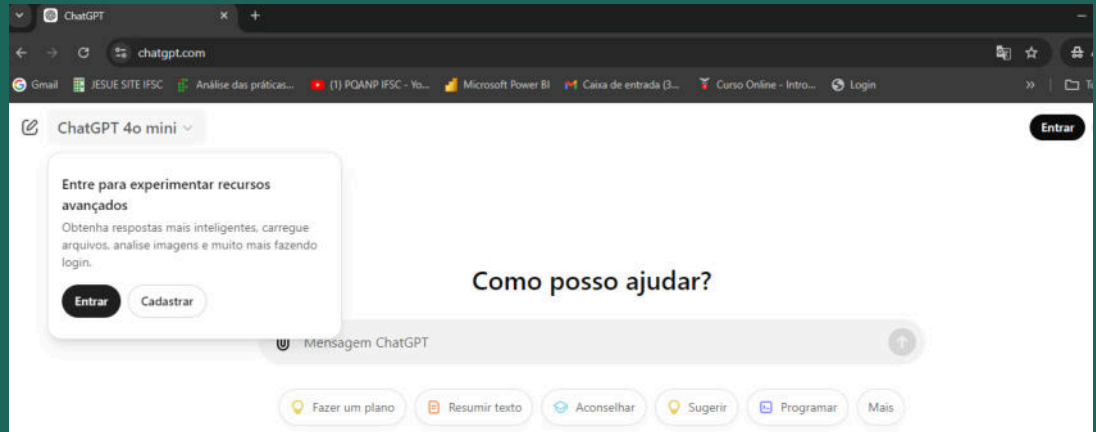 ChatGPT
chatgpt.com
Gmail JESUE SITE IFSC Análise das práticas... (1) PQANP IFSC - Yo... Microsoft Power BI Caixa de entrada (3... Curso Online - Intro... Login »
ChatGPT 4o mini
Entrar
Entre para experimentar recursos
avançados
Obtenha respostas mais inteligentes, carregue
arquivos, analise imagens e muito mais fazendo
login.
Entrar Cadastrar
Como posso ajudar?
Mensagem ChatGPT
Fazer um plano Resumir texto Aconselhar Sugerir Programar Mais